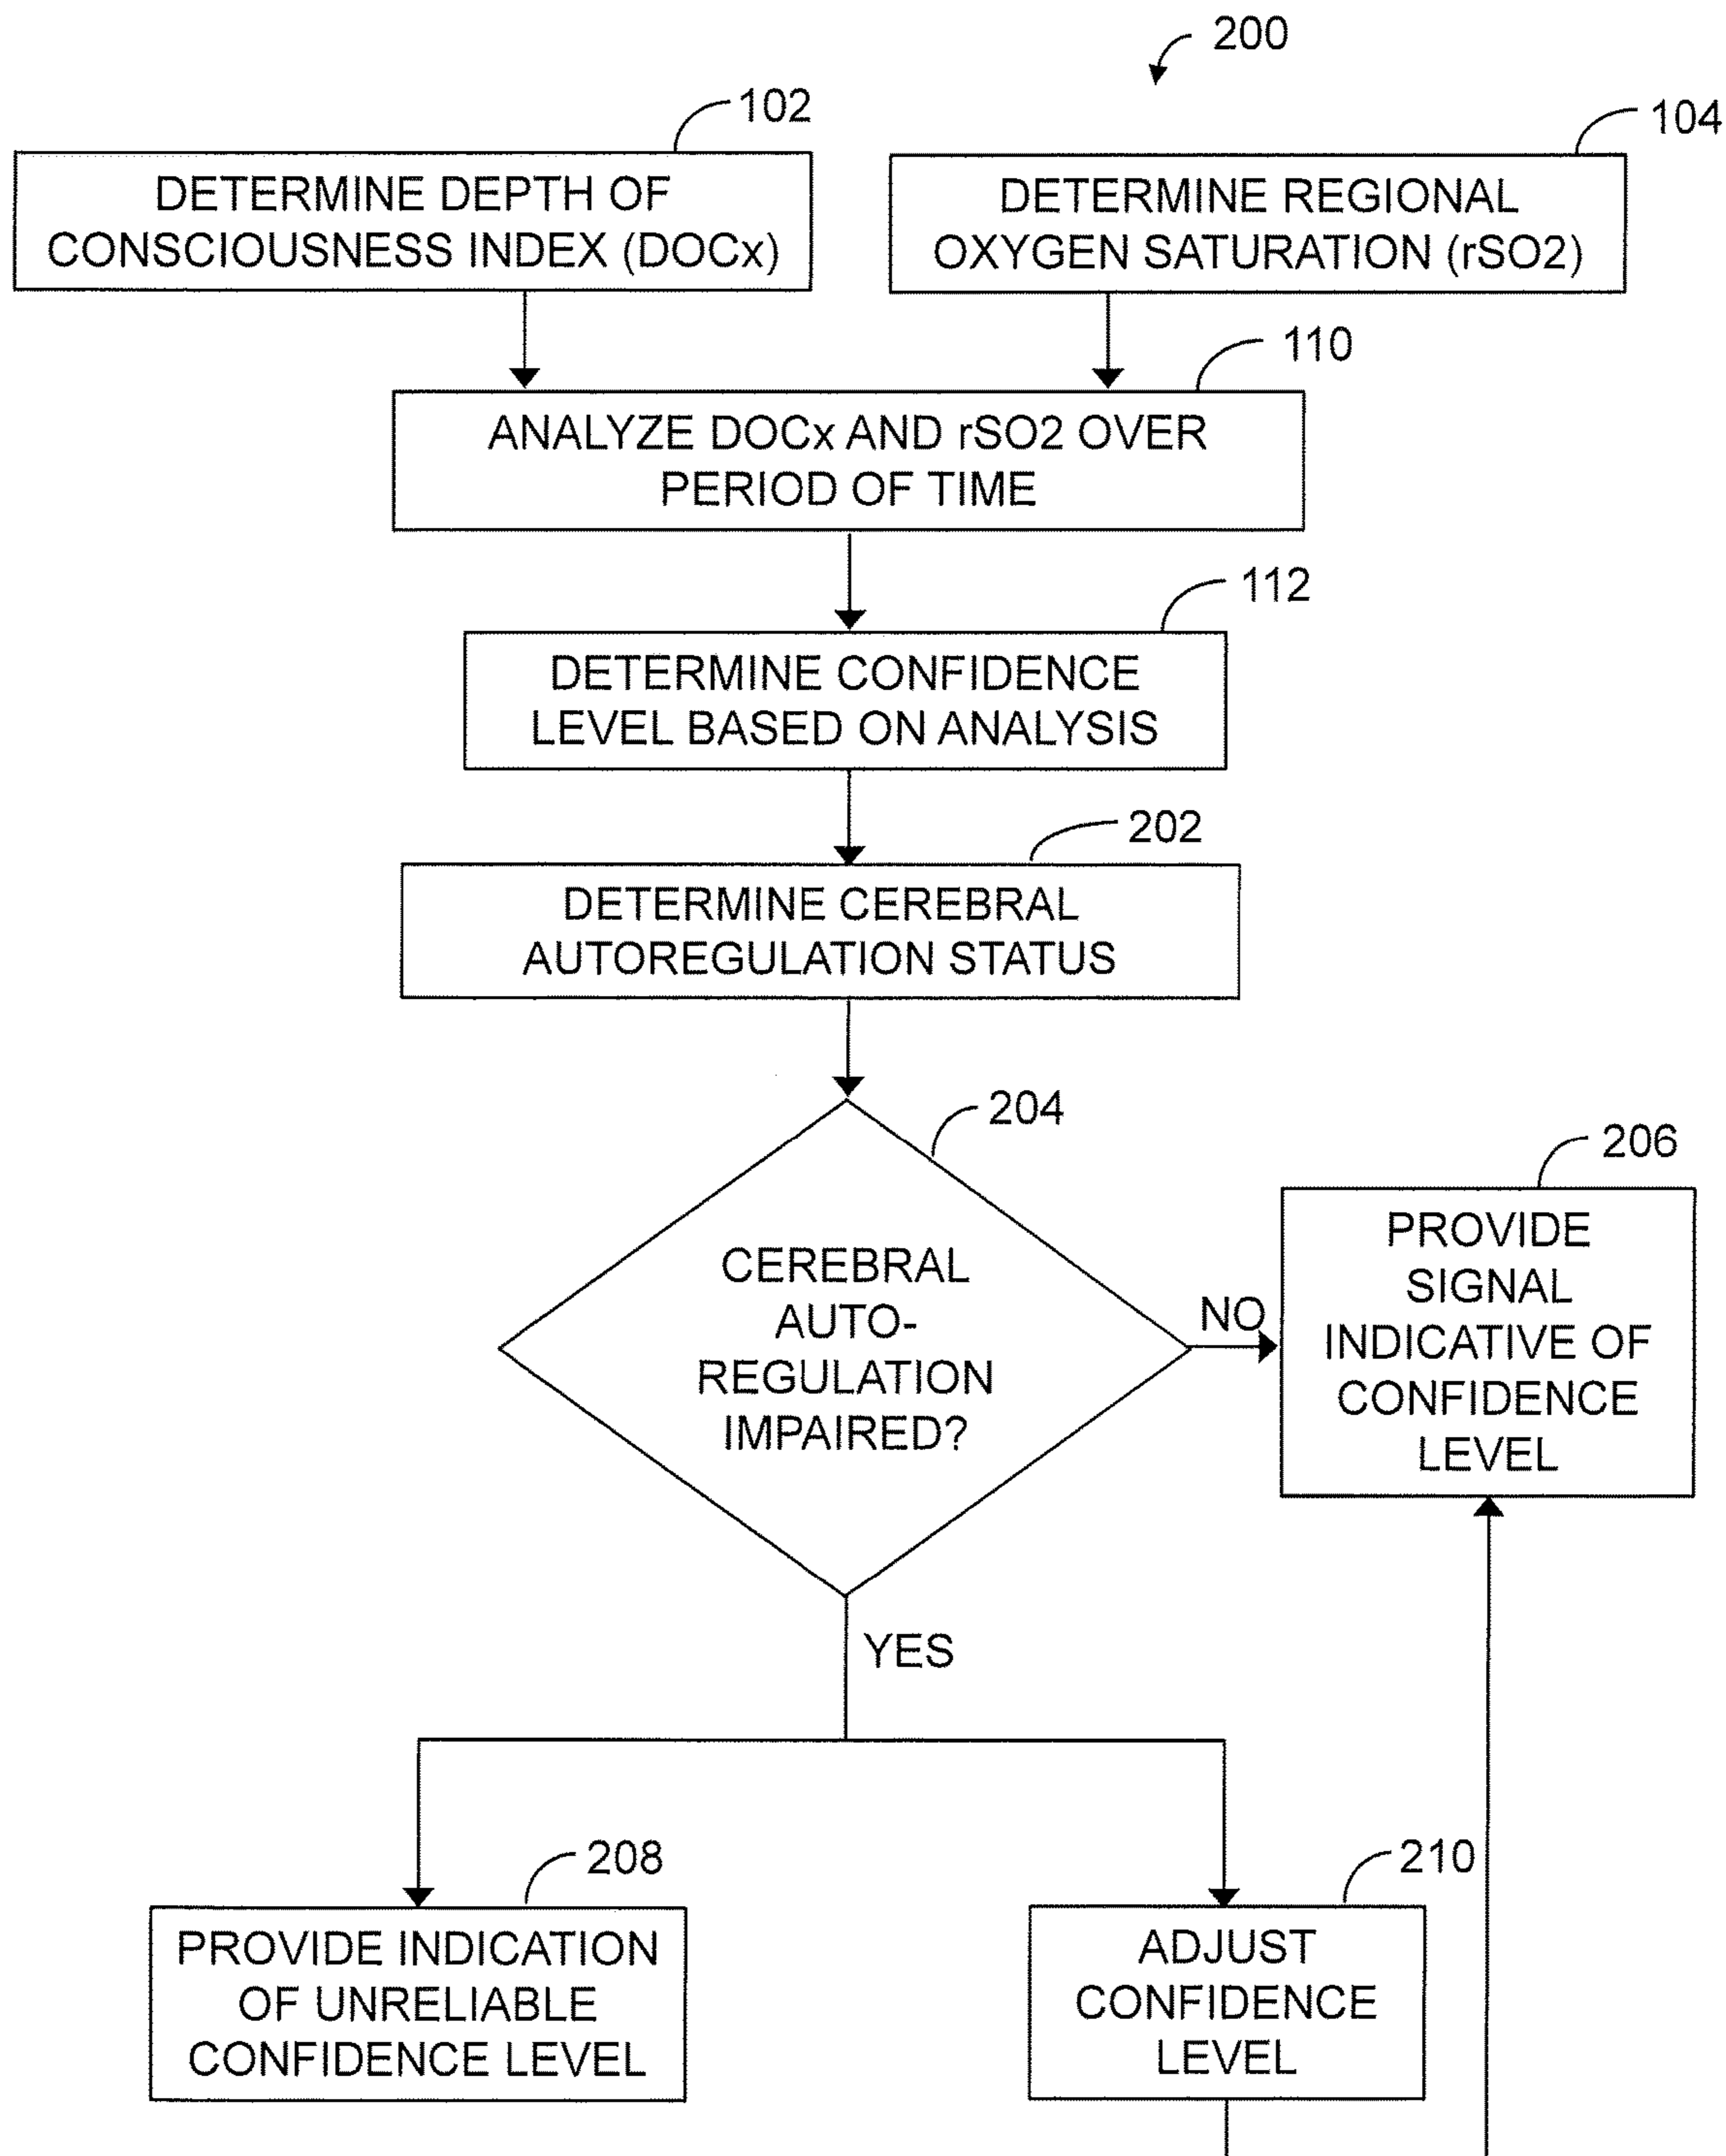 200
102
DETERMINE DEPTH OF
CONSCIOUSNESS INDEX (DOCx)
104
DETERMINE REGIONAL
OXYGEN SATURATION (rSO2)
110
ANALYZE DOCx AND rSO2 OVER
PERIOD OF TIME
112
DETERMINE CONFIDENCE
LEVEL BASED ON ANALYSIS
202
DETERMINE CEREBRAL
AUTOREGULATION STATUS
204
CEREBRAL
AUTO-
REGULATION
IMPAIRED?
NO
206
PROVIDE
SIGNAL
INDICATIVE OF
CONFIDENCE
LEVEL
YES
208
PROVIDE INDICATION
OF UNRELIABLE
CONFIDENCE LEVEL
210
ADJUST
CONFIDENCE
LEVEL